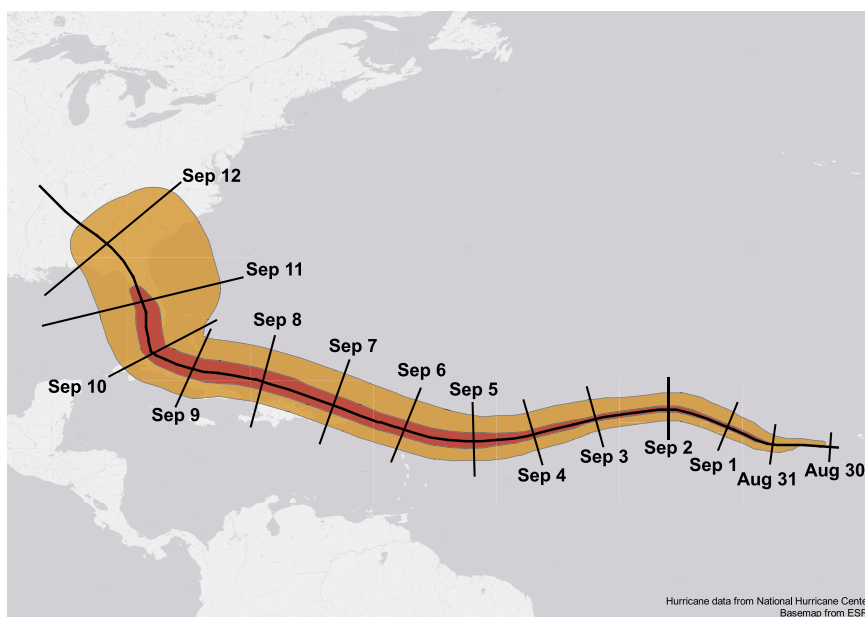 Sep 12
Sep 11
Sep 8
Sep 7
Sep 6
Sep 5
Sep 10
Sep 9
Sep 4
Sep 3
Sep 2
Sep 1
Aug 31
Aug 30
Hurricane data from National Hurricane Cente
Basemap from ESR